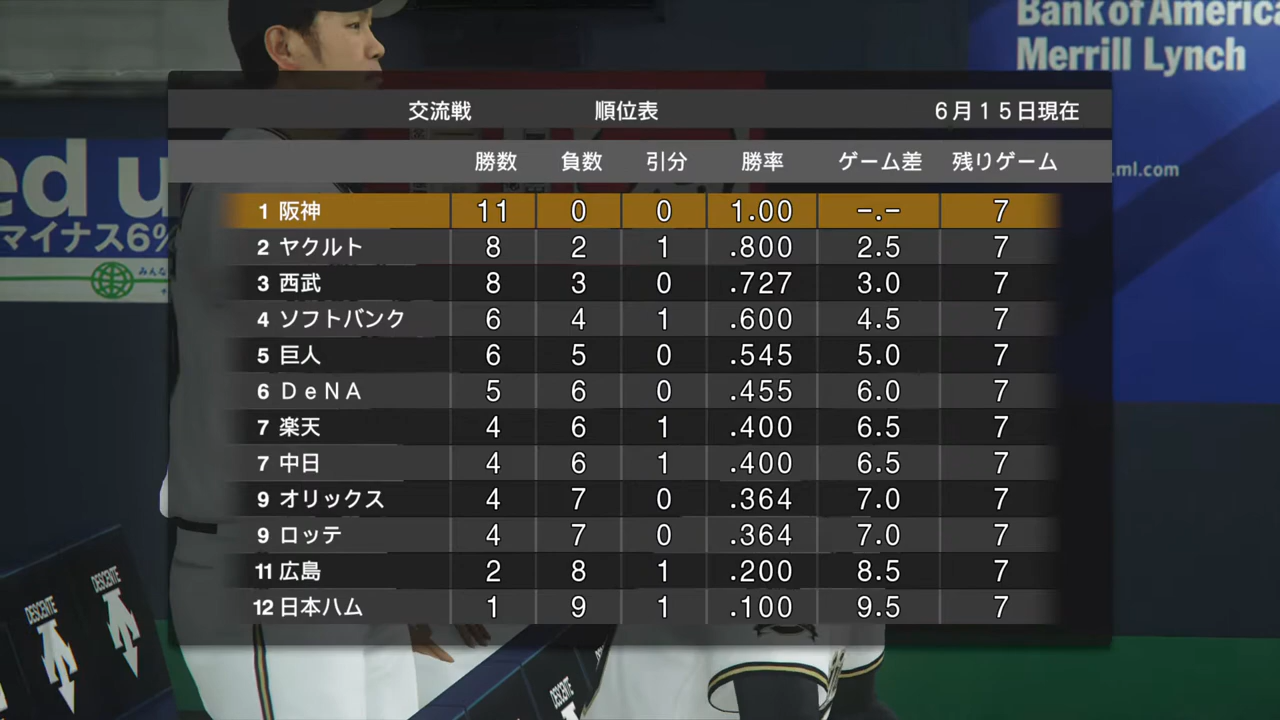 Bank of America
Merrill Lynch
.ml.com
ed u
マイナス6%
みんな
交流戦 順位表 6月15日現在
勝数 負数 引分 勝率 ゲーム差 残りゲーム
1 阪神 11 0 0 1.00 -.- 7
2 ヤクルト 8 2 1 .800 2.5 7
3 西武 8 3 0 .727 3.0 7
4 ソフトバンク 6 4 1 .600 4.5 7
5 巨人 6 5 0 .545 5.0 7
6 DeNA 5 6 0 .455 6.0 7
7 楽天 4 6 1 .400 6.5 7
7 中日 4 6 1 .400 6.5 7
9 オリックス 4 7 0 .364 7.0 7
9 ロッテ 4 7 0 .364 7.0 7
11 広島 2 8 1 .200 8.5 7
12 日本ハム 1 9 1 .100 9.5 7
DESCENTE
DESCENTE
DESCENTE